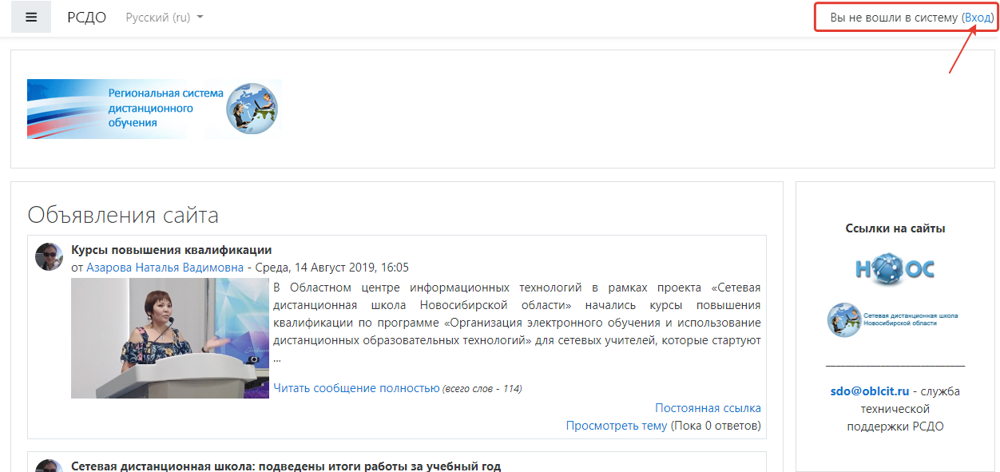 РСДО Русский (ru)
Вы не вошли в систему (Вход)
Региональная система
дистанционного
обучения
Объявления сайта
Курсы повышения квалификации
от Азарова Наталья Вадимовна - Среда, 14 Август 2019, 16:05
В Областном центре информационных технологий в рамках проекта «Сетевая
дистанционная школа Новосибирской области» начались курсы повышения
квалификации по программе «Организация электронного обучения и использование
дистанционных образовательных технологий» для сетевых учителей, которые стартуют
...
Читать сообщение полностью (всего слов - 114)
Постоянная ссылка
Просмотреть тему (Пока 0 ответов)
Сетевая дистанционная школа: подведены итоги работы за учебный год
Ссылки на сайты
НООС
Сетевая дистанционная школа
Новосибирской области
sdo@oblcit.ru - служба
технической
поддержки РСДО